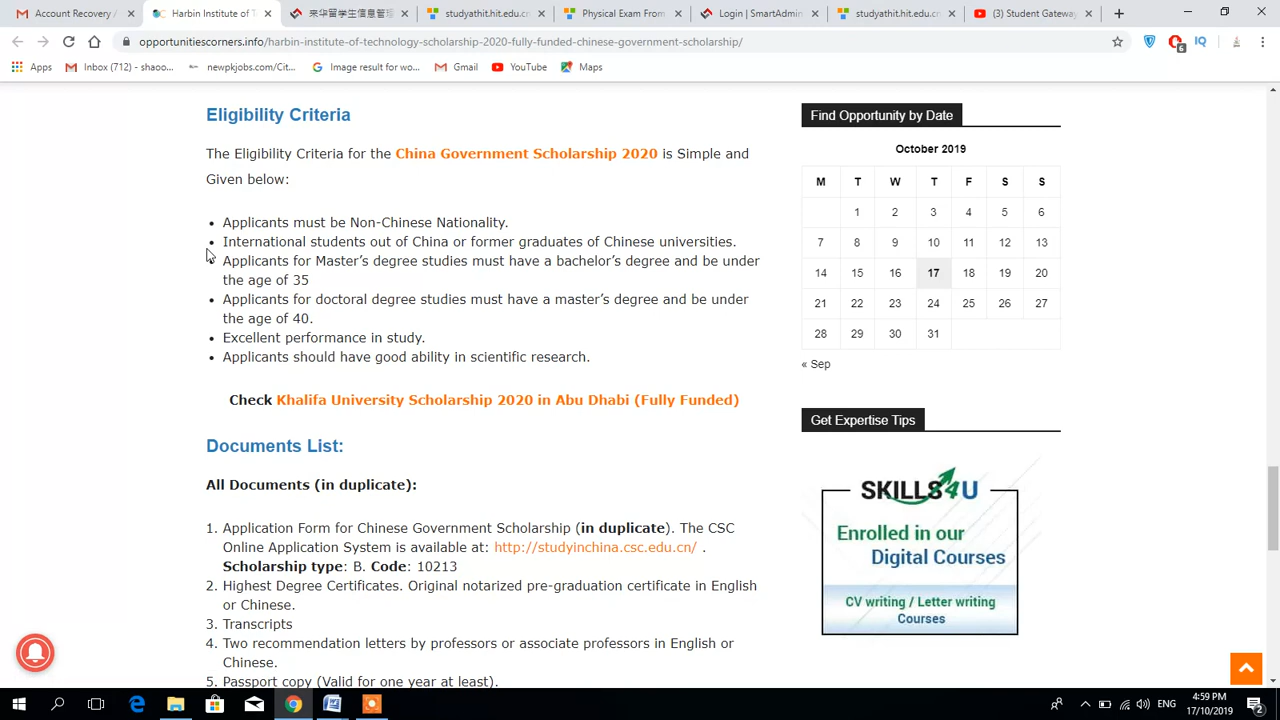 Account Recovery /
Harbin Institute of T
来华留学生信息管理
studyathit.hit.edu.cn
Physical Exam From
Login | SmartAdmin
studyathit.hit.edu.cn
(3) Student Gateway
opportunitiescorners.info/harbin-institute-of-technology-scholarship-2020-fully-funded-chinese-government-scholarship/
IQ
6
Apps
Inbox (712) - shaoo...
newpkjobs.com/Cit...
Image result for wo...
Gmail
YouTube
Maps
Eligibility Criteria
The Eligibility Criteria for the China Government Scholarship 2020 is Simple and
Given below:
• Applicants must be Non-Chinese Nationality.
• International students out of China or former graduates of Chinese universities.
• Applicants for Master's degree studies must have a bachelor's degree and be under
the age of 35
• Applicants for doctoral degree studies must have a master's degree and be under
the age of 40.
• Excellent performance in study.
• Applicants should have good ability in scientific research.
Check Khalifa University Scholarship 2020 in Abu Dhabi (Fully Funded)
Documents List:
All Documents (in duplicate):
1. Application Form for Chinese Government Scholarship (in duplicate). The CSC
Online Application System is available at: http://studyinchina.csc.edu.cn/ .
Scholarship type: B. Code: 10213
2. Highest Degree Certificates. Original notarized pre-graduation certificate in English
or Chinese.
3. Transcripts
4. Two recommendation letters by professors or associate professors in English or
Chinese.
5. Passport copy (Valid for one year at least).
Find Opportunity by Date
October 2019
M T W T F S S
1 2 3 4 5 6
7 8 9 10 11 12 13
14 15 16 17 18 19 20
21 22 23 24 25 26 27
28 29 30 31
« Sep
Get Expertise Tips
SKILLS4U
Enrolled in our
Digital Courses
CV writing / Letter writing
Courses
ENG
4:59 PM
17/10/2019
2